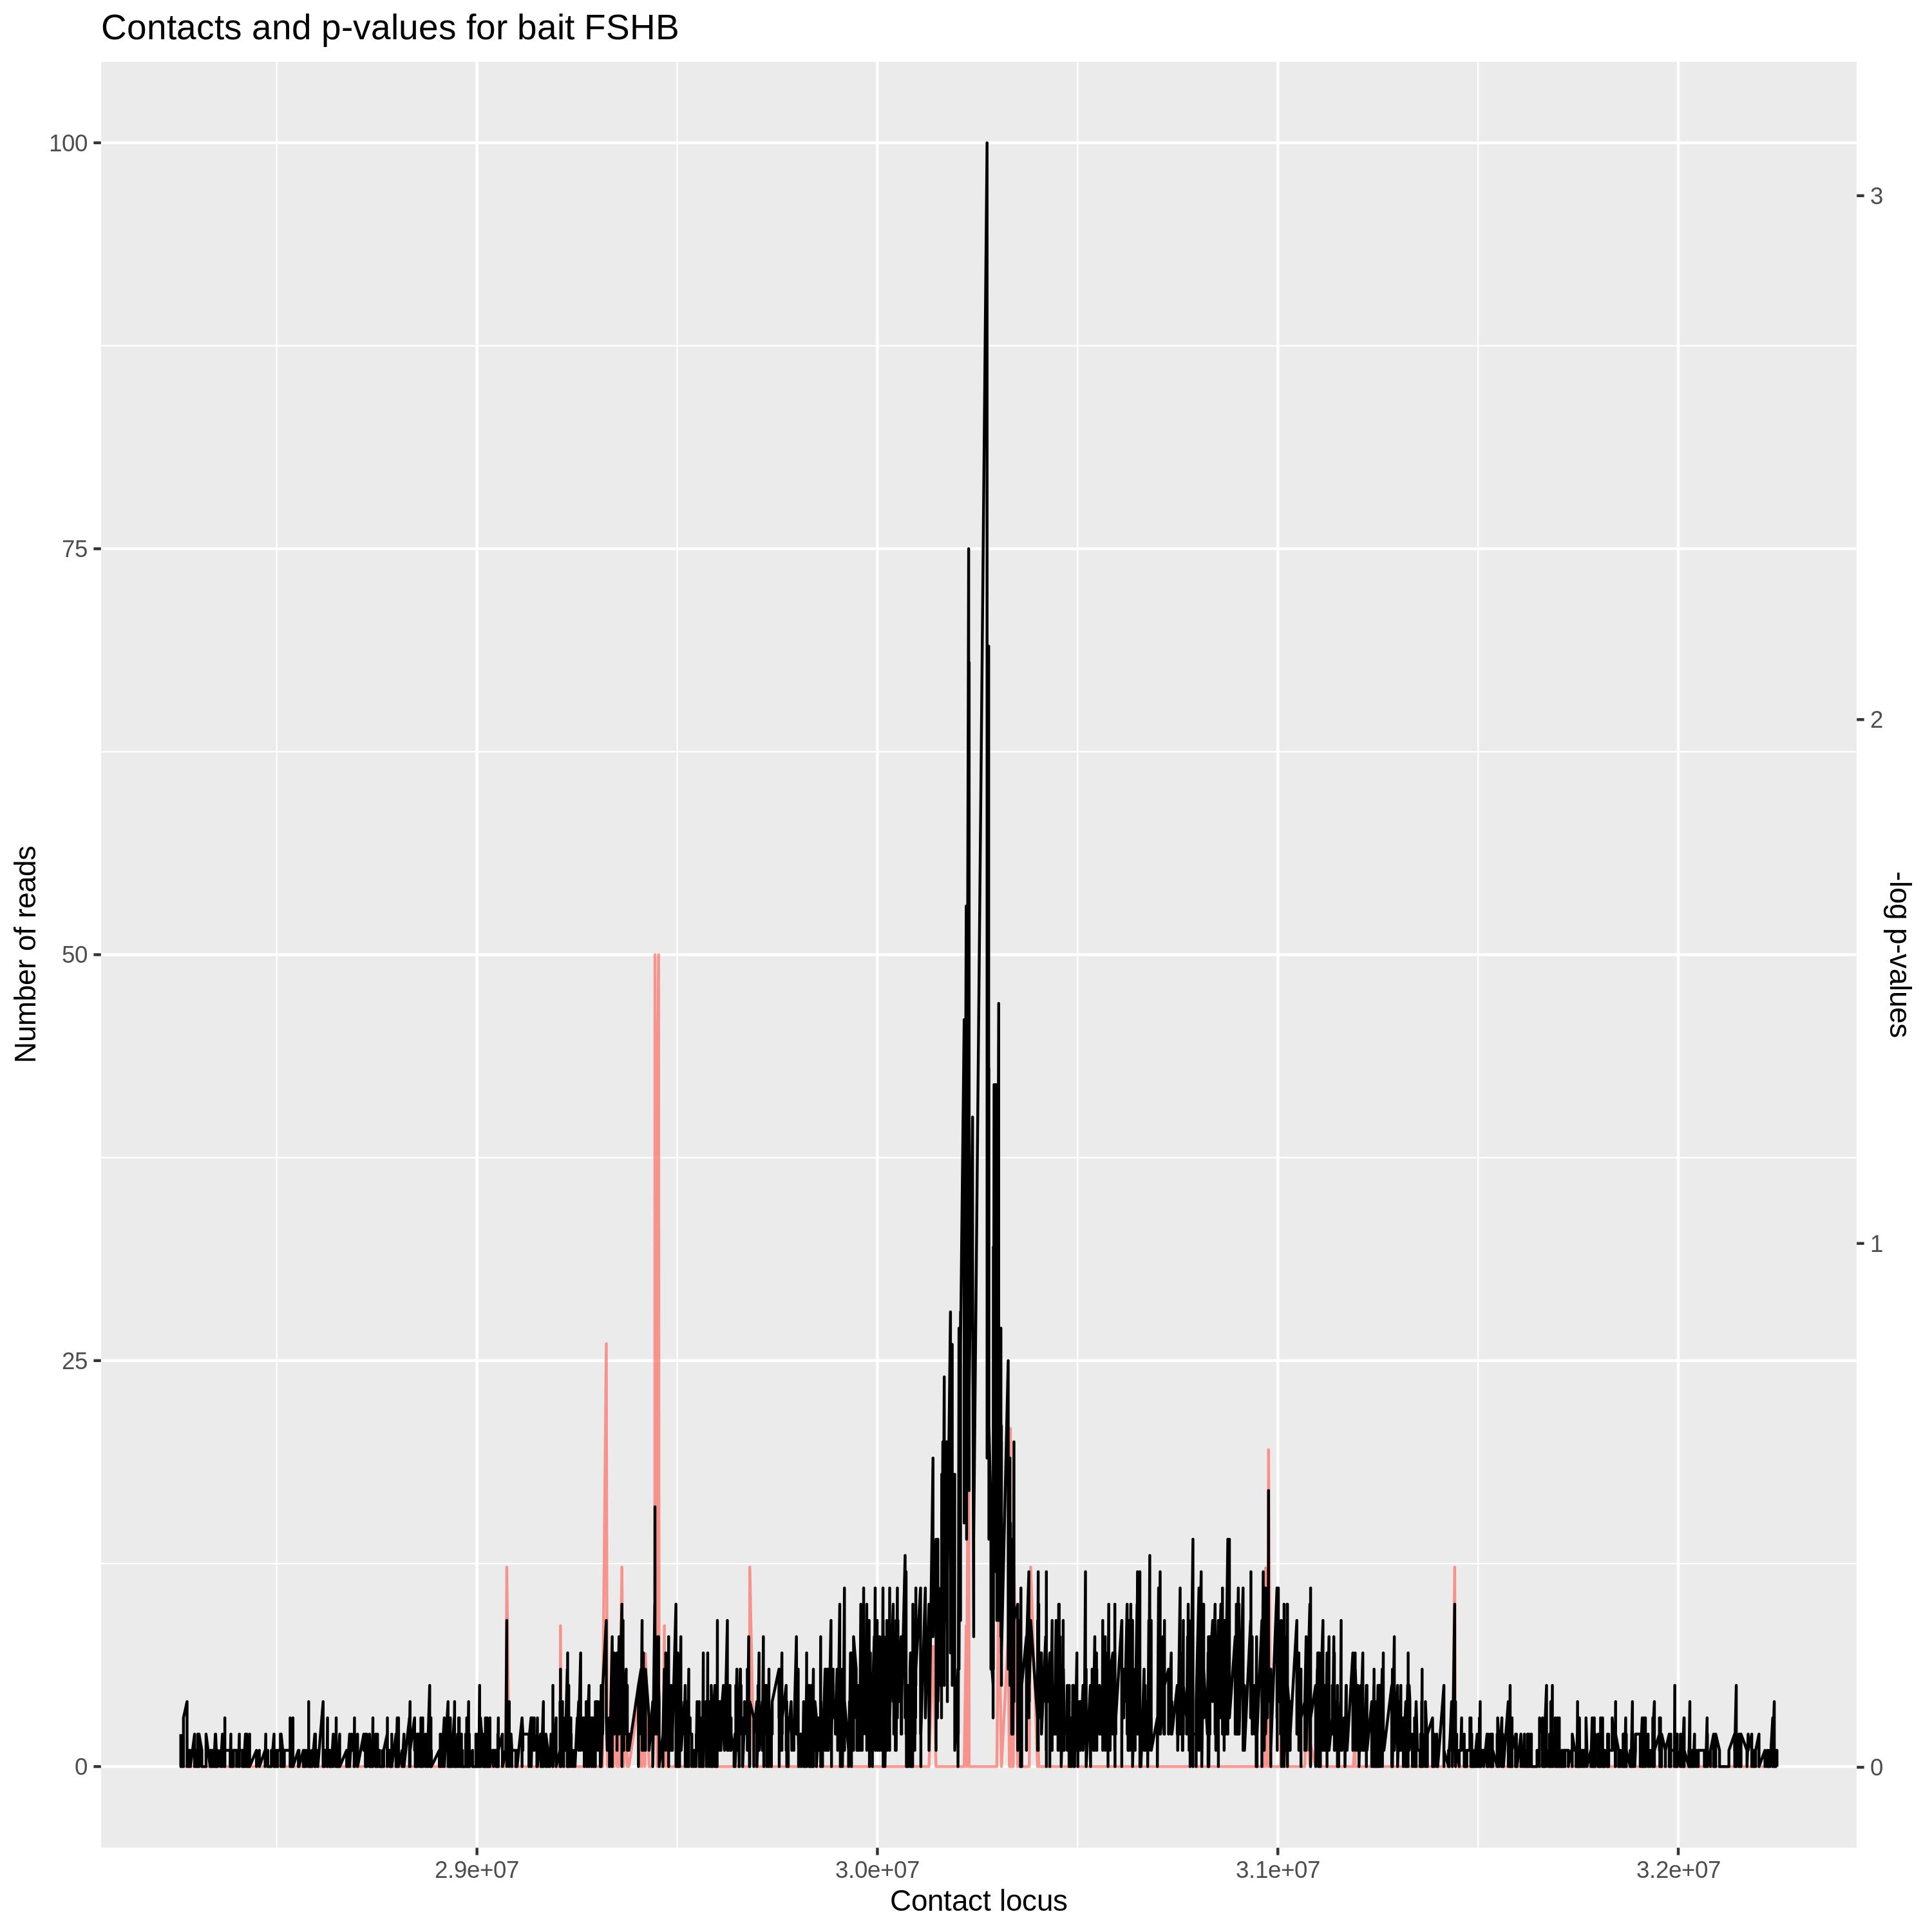 Contacts and p-values for bait FSHB
100
75
50
25
0
3
2
1
0
Number of reads
-log p-values
2.9e+07
3.0e+07
3.1e+07
3.2e+07
Contact locus